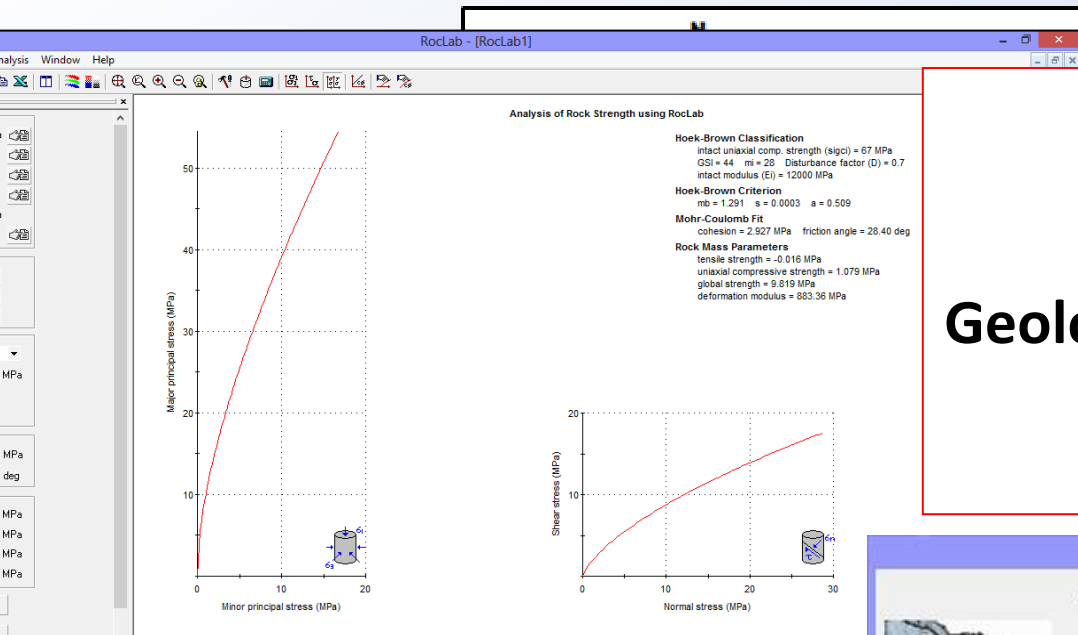 RocLab - [RocLab1]
nalysis Window Help
Analysis of Rock Strength using RocLab
Hoek-Brown Classification
intact uniaxial comp. strength (sigci) = 67 MPa
GSI = 44 mi = 28 Disturbance factor (D) = 0.7
intact modulus (Ei) = 12000 MPa
Hoek-Brown Criterion
mb = 1.291 s = 0.0003 a = 0.509
Mohr-Coulomb Fit
cohesion = 2.927 MPa friction angle = 28.40 deg
Rock Mass Parameters
tensile strength = -0.016 MPa
uniaxial compressive strength = 1.079 MPa
global strength = 9.819 MPa
deformation modulus = 883.36 MPa
MPa
MPa
deg
MPa
MPa
MPa
MPa
Major principal stress (MPa)
50
40
30
20
10
0 10 20
Minor principal stress (MPa)
σ1
σ3
Shear stress (MPa)
20
10
0 10 20 30
Normal stress (MPa)
σn
τ
Geolo